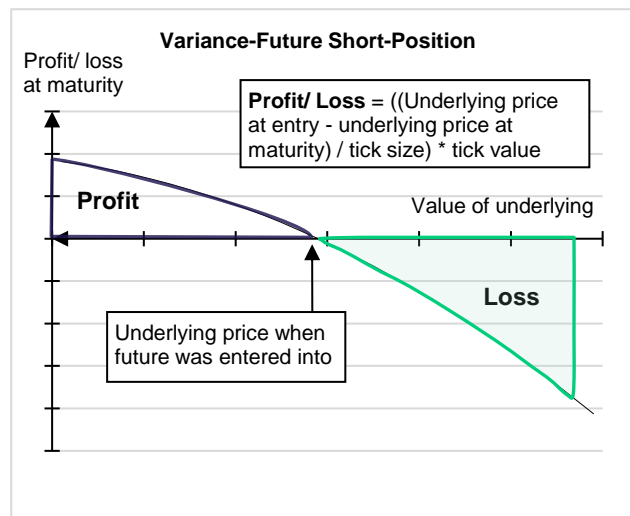 Variance-Future Short-Position
Profit/ loss
at maturity
Profit/ Loss = ((Underlying price
at entry - underlying price at
maturity) / tick size) * tick value
Profit
Value of underlying
Loss
Underlying price when
future was entered into